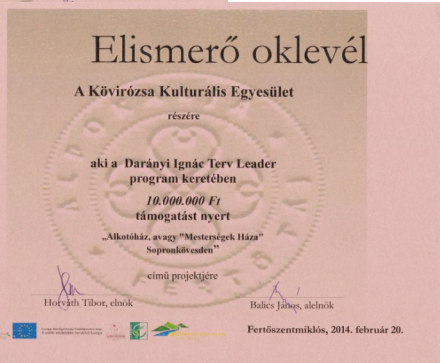 Elismerő oklevél
A Kövirózsa Kulturális Egyesület
részére
aki a Darányi Ignác Terv Leader
program keretében
10.000.000 Ft
támogatást nyert
„Alkotóház, avagy "Mesterségek Háza"
Sopronkövesden”
című projektjére
Horváth Tibor, elnök
Balics János, alelnök
Fertőszentmiklós, 2014. február 20.